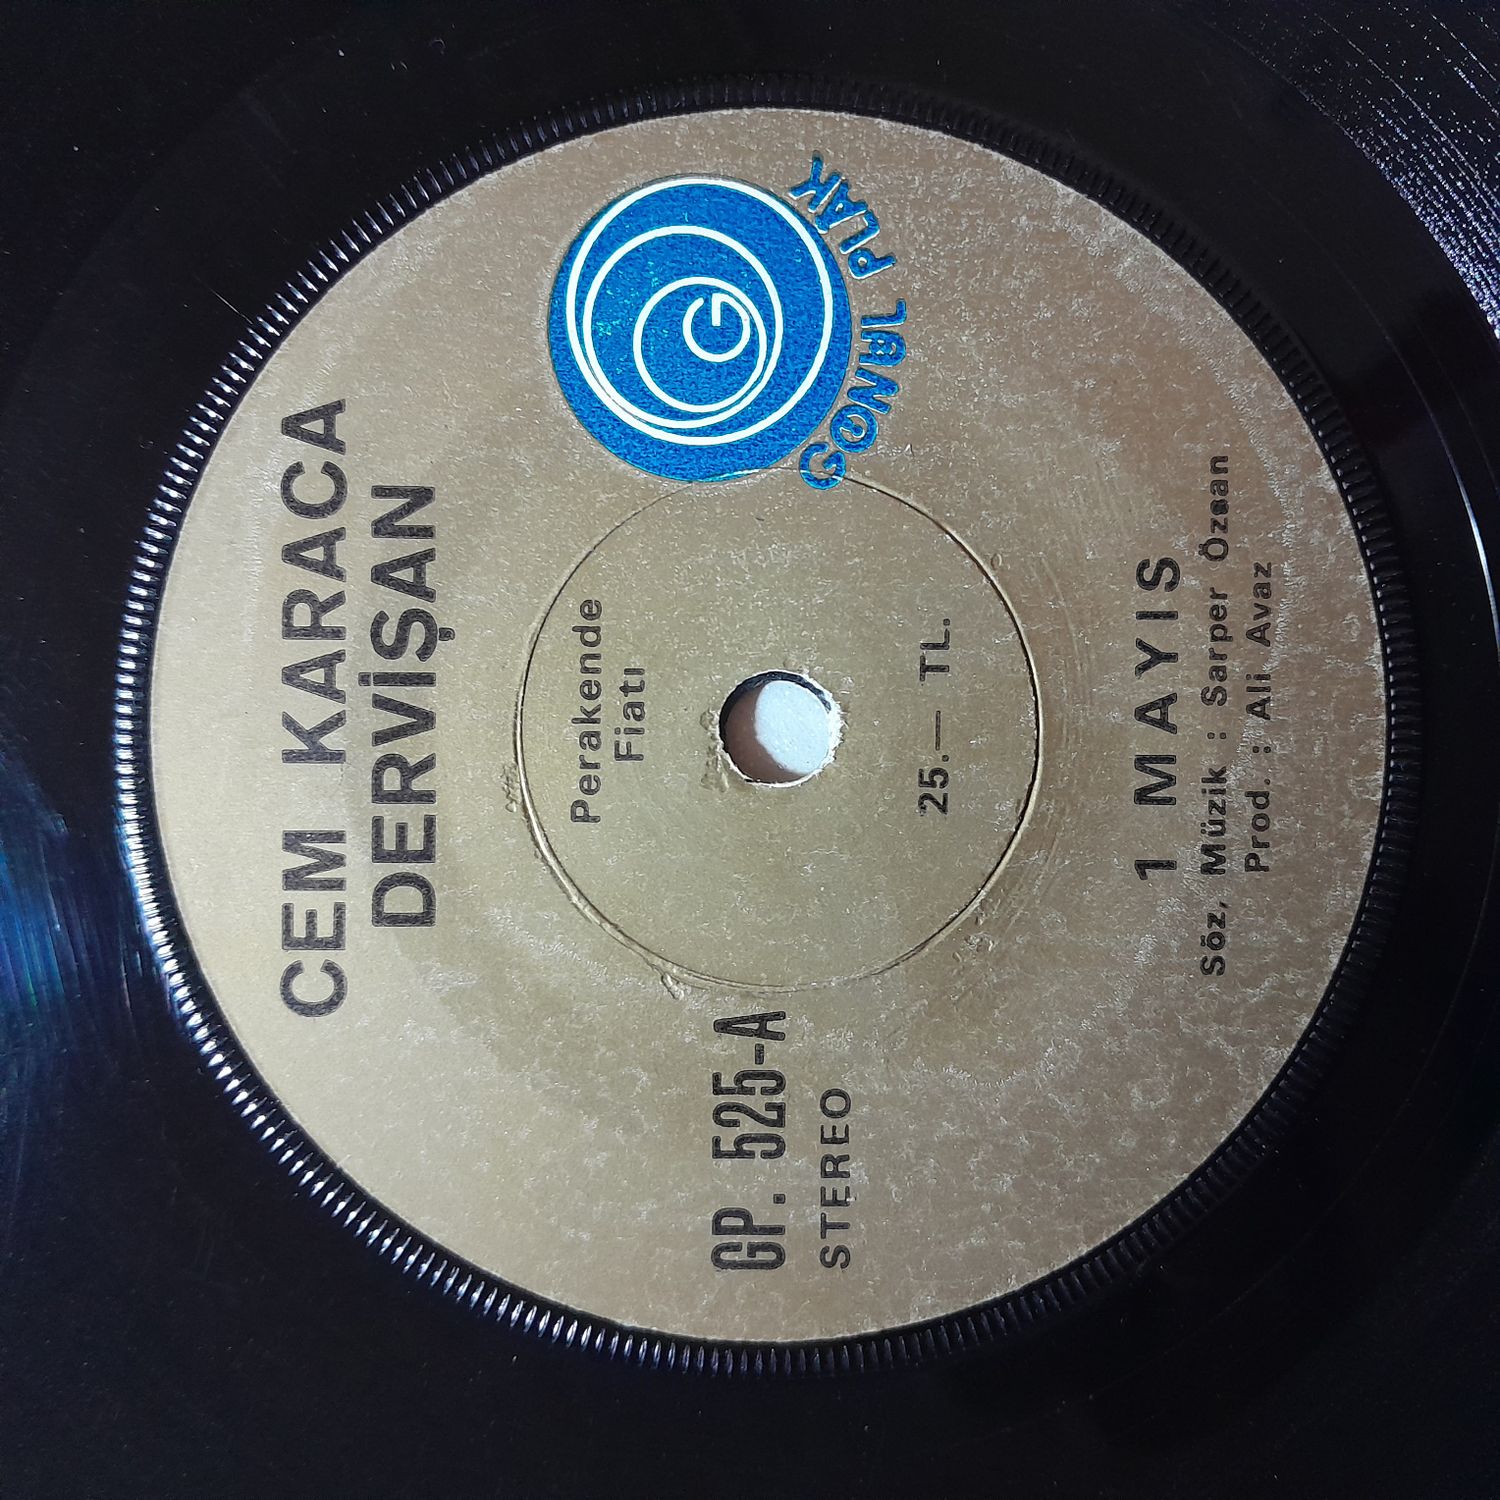 CEM KARACA
DERVİŞAN
Perakende
Fiatı
G
GÖNÜL PLÂK
GP. 525-A
STEREO
25.— TL.
1 MAYIS
Söz, Müzik : Sarper Özsan
Prod. : Ali Avaz